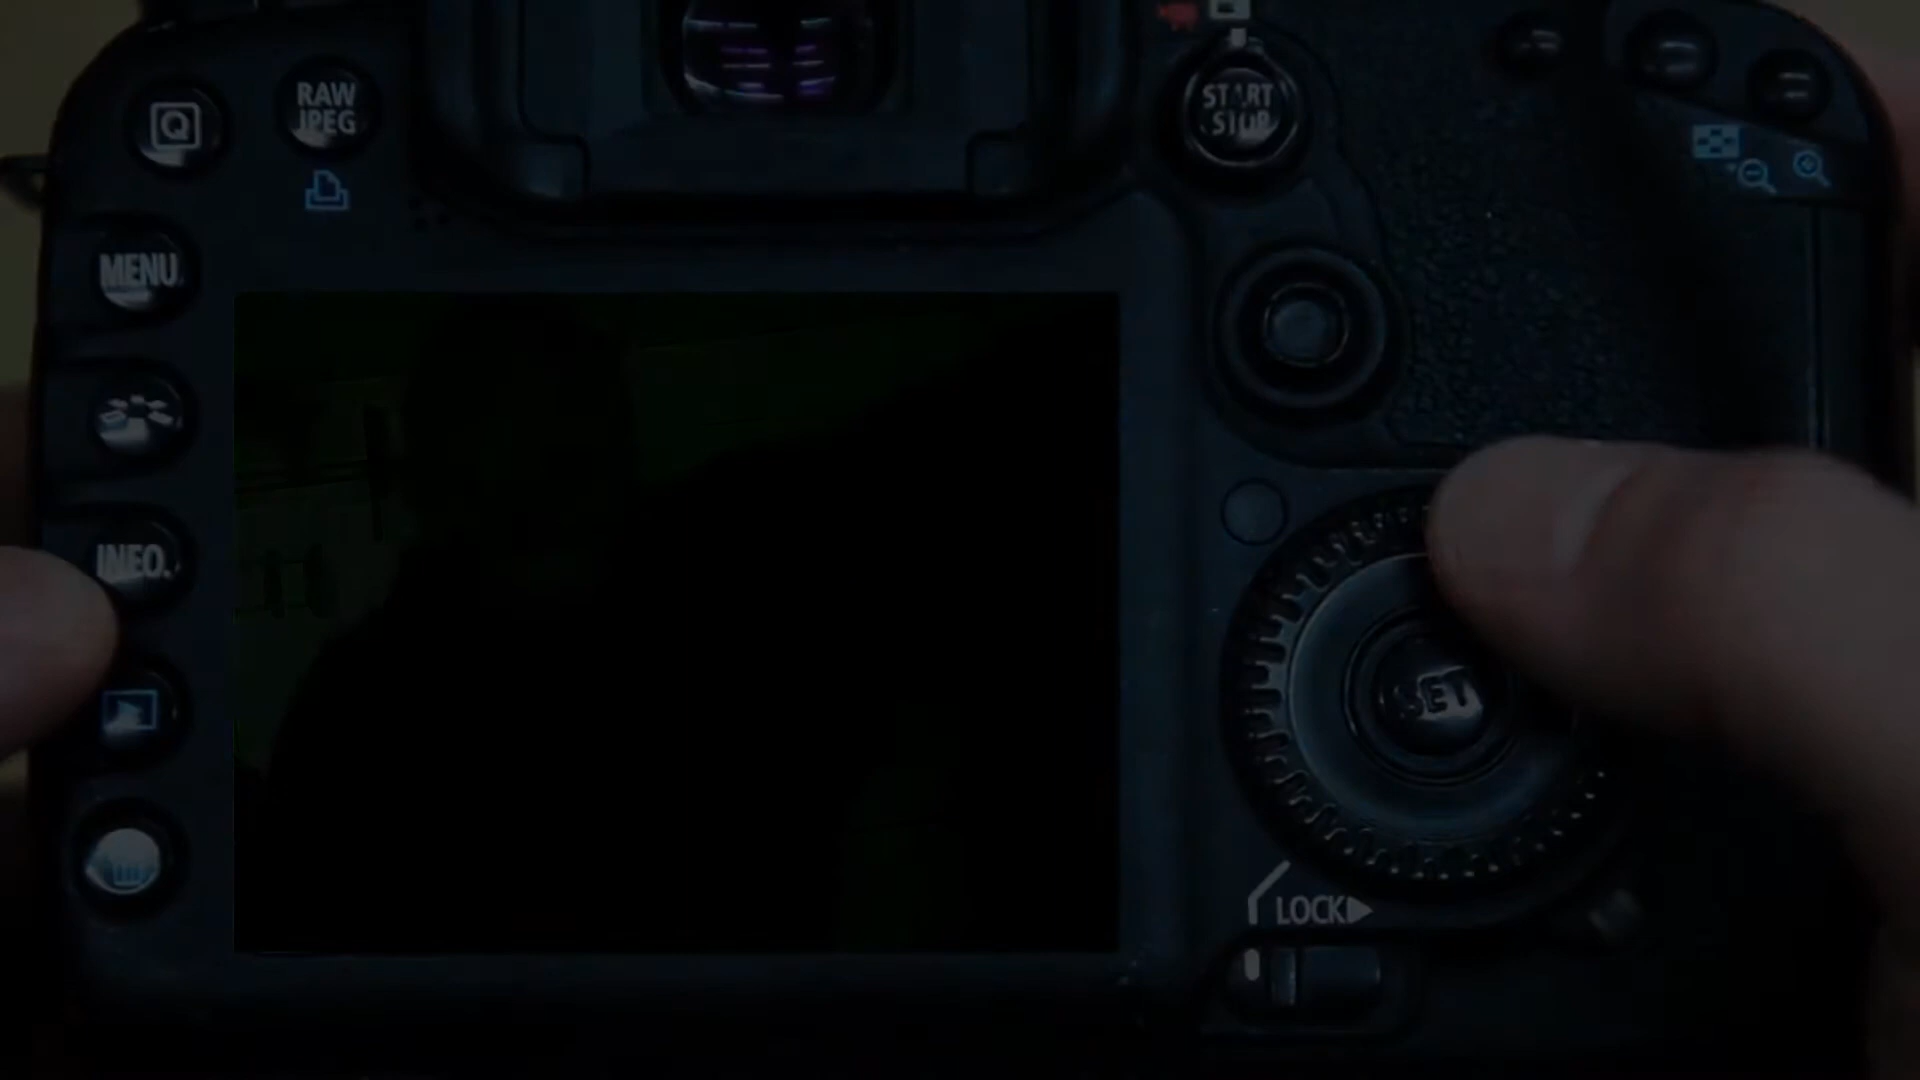 RAW
JPEG
Q
START
STOP
MENU
INFO.
SET
LOCK